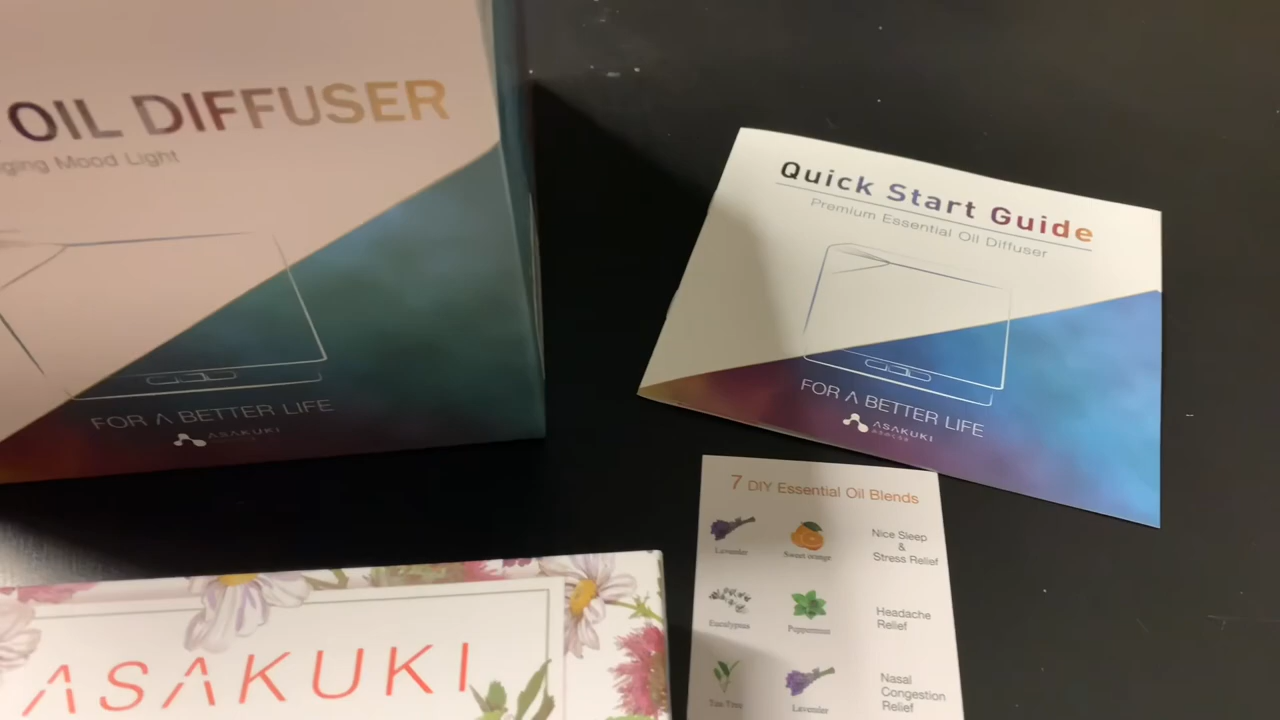 OIL DIFFUSER
ging Mood Light
FOR A BETTER LIFE
ASAKUKI
Quick Start Guide
Premium Essential Oil Diffuser
FOR A BETTER LIFE
ASAKUKI
ASAKUKI
7 DIY Essential Oil Blends
Lavender
Sweet orange
Nice Sleep
&
Stress Relief
Eucalyptus
Peppermint
Headache
Relief
Tea Tree
Lavender
Nasal
Congestion
Relief